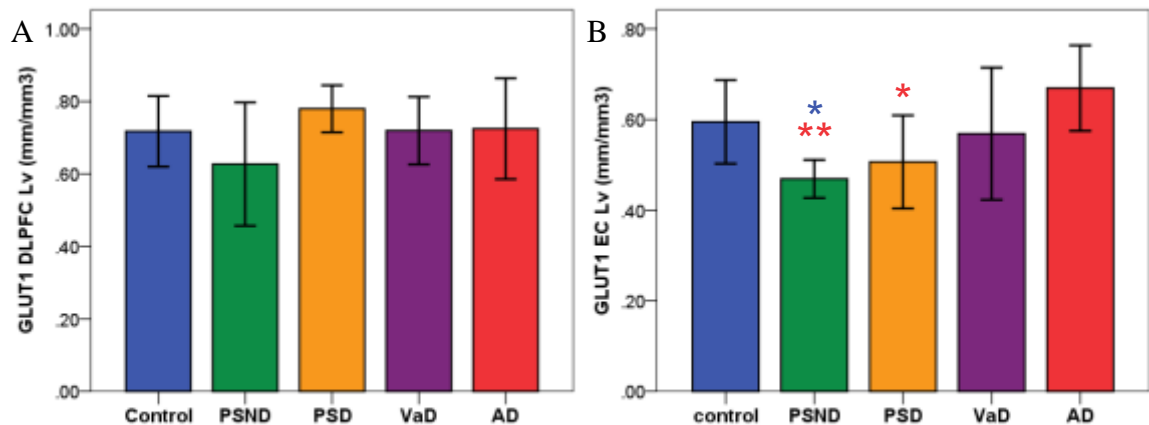 A
GLUT1 DLPFC Lv (mm/mm3)
1.00
.80
.60
.40
.20
.00
Control PSND PSD VaD AD
B
GLUT1 EC Lv (mm/mm3)
.80
.60
.40
.20
.00
*
**
*
control PSND PSD VaD AD